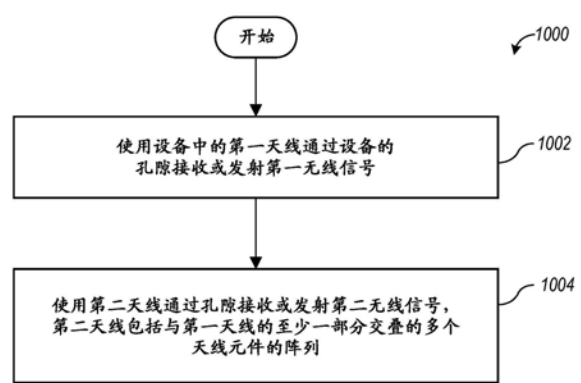 开始
1000
使用设备中的第一天线通过设备的
孔隙接收或发射第一无线信号
1002
使用第二天线通过孔隙接收或发射第二无线信号，
第二天线包括与第一天线的至少一部分交叠的多个
天线元件的阵列
1004